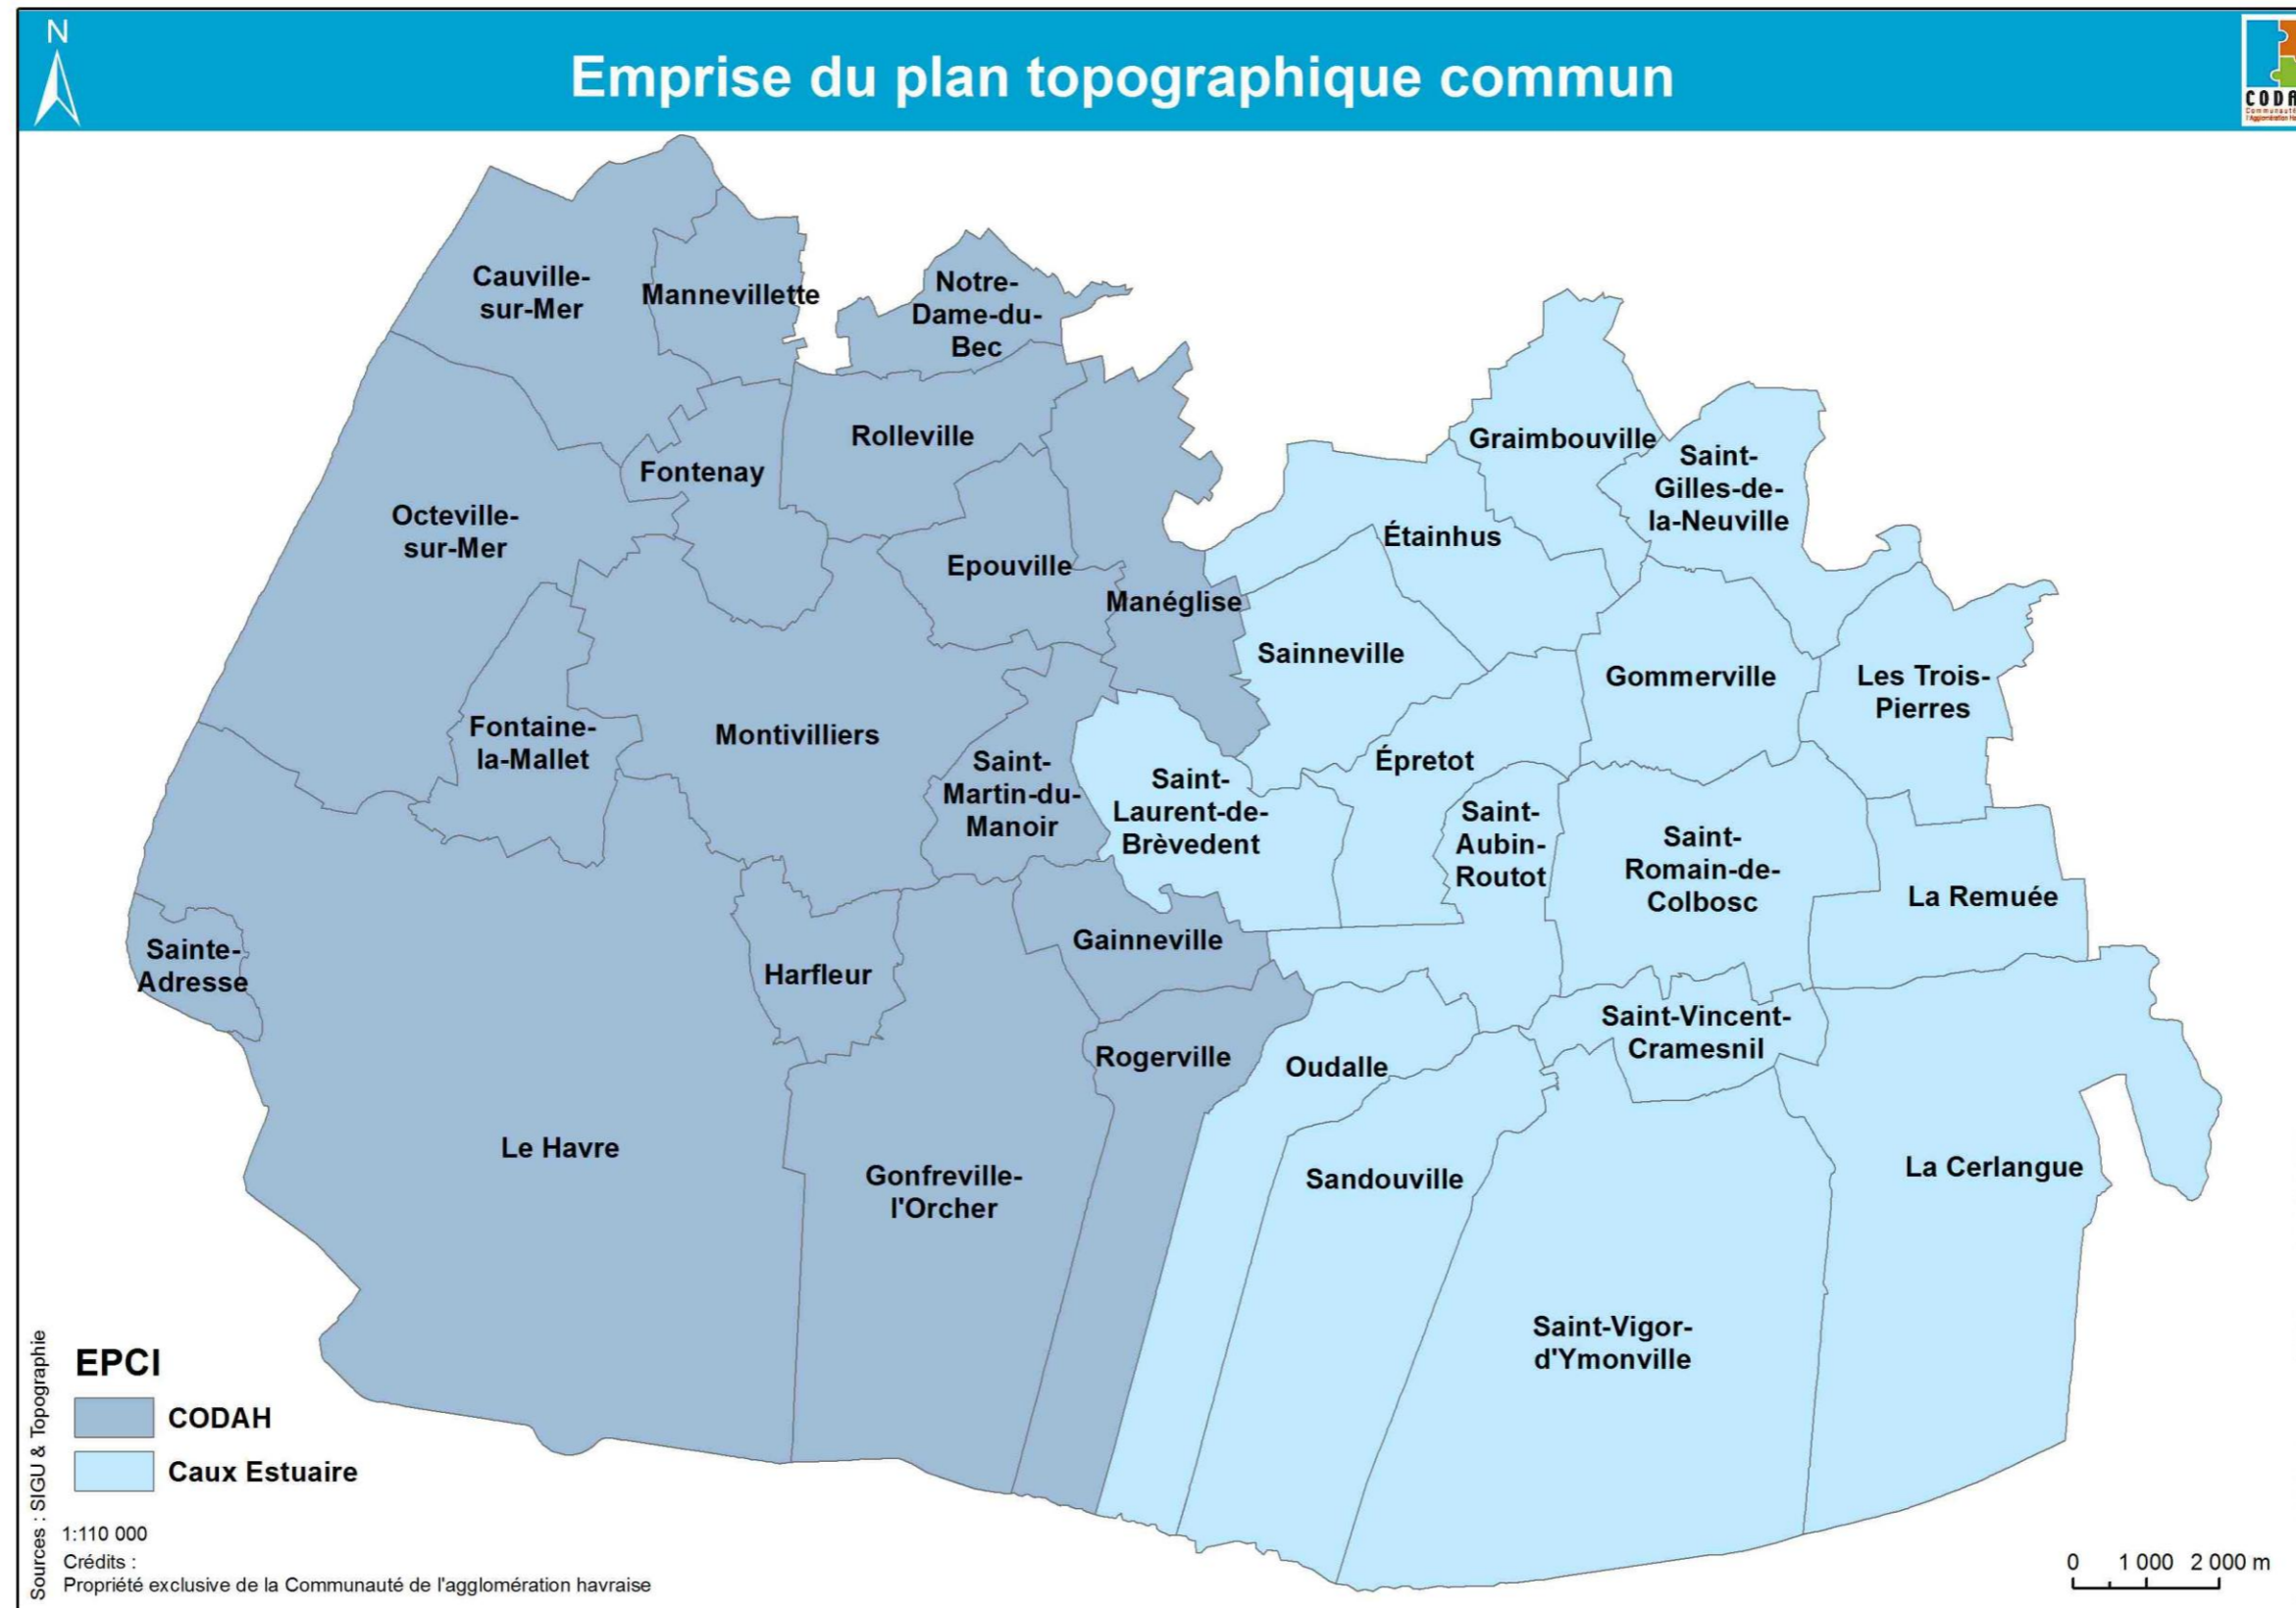 N
Emprise du plan topographique commun
CODA
Cauville-
sur-Mer
Mannevillette
Notre-
Dame-du-
Bec
Rolleville
Graimbouville
Fontenay
Saint-
Gilles-de-
la-Neuville
Octeville-
sur-Mer
Étainhus
Epouville
Manéglise
Sainneville
Gommerville
Les Trois-
Pierres
Fontaine-
la-Mallet
Montivilliers
Saint-
Martin-du-
Manoir
Épretot
Saint-
Laurent-de-
Brèvedent
Saint-
Aubin-
Routot
Saint-
Romain-de-
Colbosc
La Remuée
Sainte-
Adresse
Gainneville
Harfleur
Saint-Vincent-
Cramesnil
Rogerville
Oudalle
Le Havre
Gonfreville-
l'Orcher
Sandouville
La Cerlangue
Saint-Vigor-
d'Ymonville
EPCI
CODAH
Caux Estuaire
Sources : SIGU & Topographie
1:110 000
Crédits :
Propriété exclusive de la Communauté de l'agglomération havraise
0 1 000 2 000 m